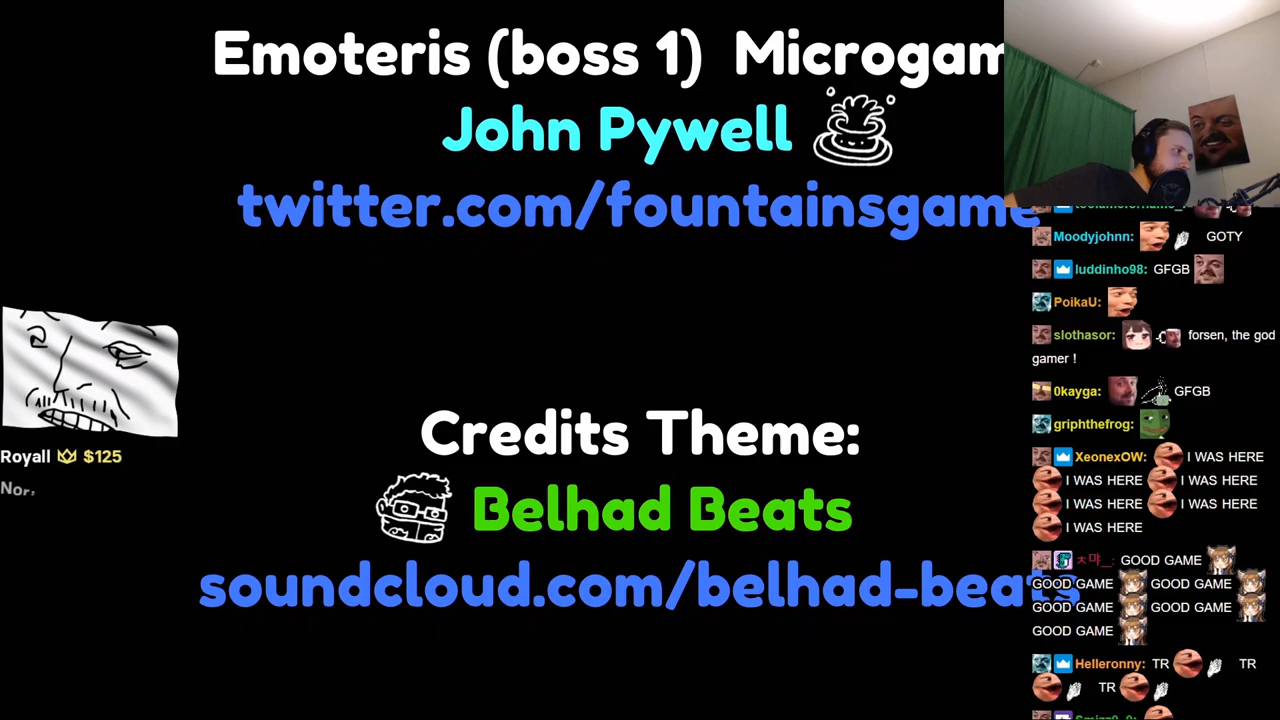 Emoteris (boss 1) Microgam
John Pywell
twitter.com/fountainsgame
Credits Theme:
Belhad Beats
soundcloud.com/belhad-beats
Royall $125
Moodyjohnn: GOTY
luddinho98: GFGB
PoikaU:
slothasor: forsen, the god
gamer !
0kayga: GFGB
griphthefrog:
XeonexOW: I WAS HERE
I WAS HERE I WAS HERE
I WAS HERE I WAS HERE
I WAS HERE
GOOD GAME
GOOD GAME GOOD GAME
GOOD GAME GOOD GAME
GOOD GAME
Helleronny: TR TR
TR